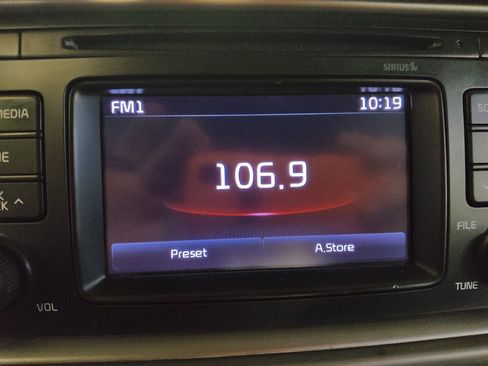 SIRIUS
MEDIA
FM1
10:19
106.9
Preset
A.Store
FILE
VOL
TUNE